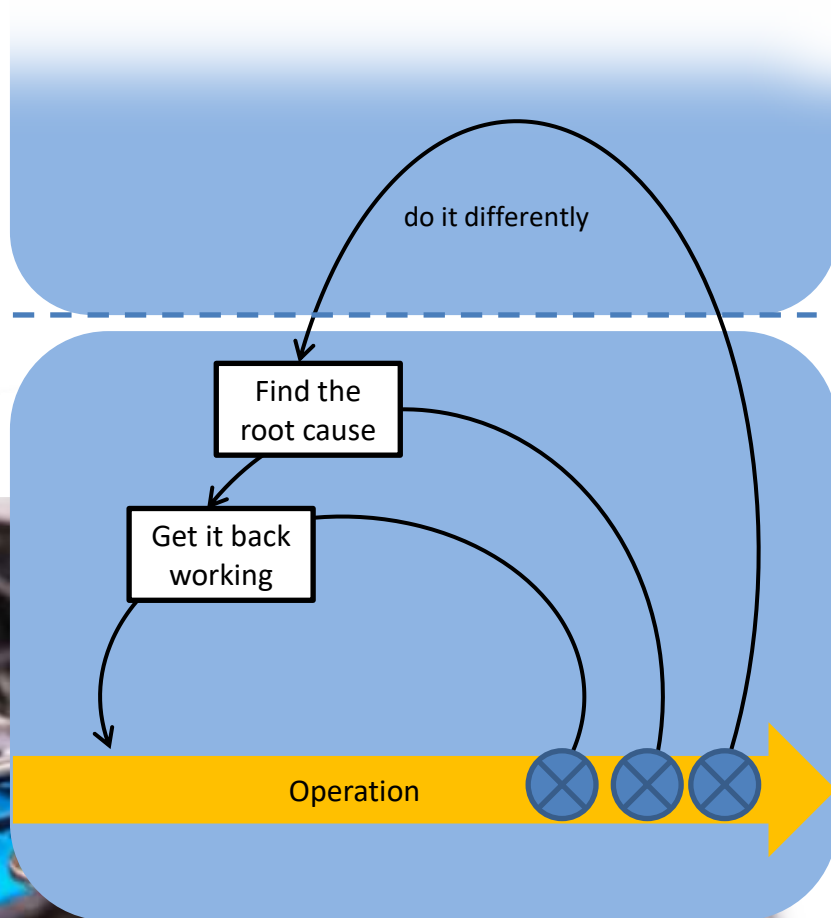 do it differently
Find the
root cause
Get it back
working
Operation